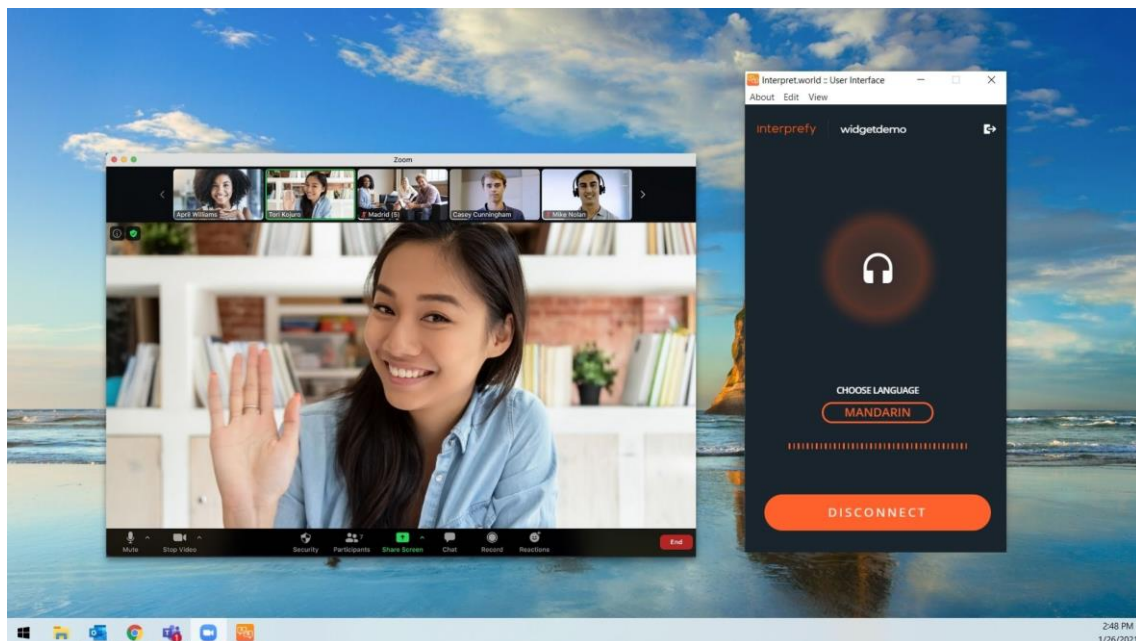 Zoom
April Williams
Tori Kojuro
Madrid (5)
Casey Cunningham
Mike Nolan
Mute
Stop Video
Security
Participants
7
Share Screen
Chat
Record
Reactions
End
Interpret.world :: User Interface
About Edit View
interprefy widgetdemo
CHOOSE LANGUAGE
MANDARIN
DISCONNECT
2:48 PM